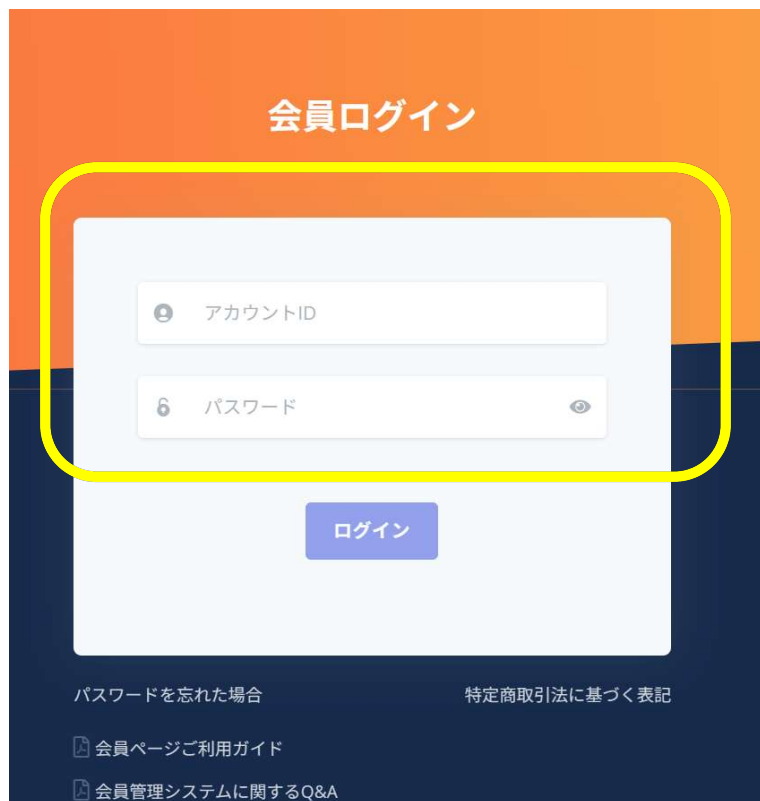 会員ログイン
アカウントID
パスワード
ログイン
パスワードを忘れた場合 特定商取引法に基づく表記
会員ページご利用ガイド
会員管理システムに関するQ&A